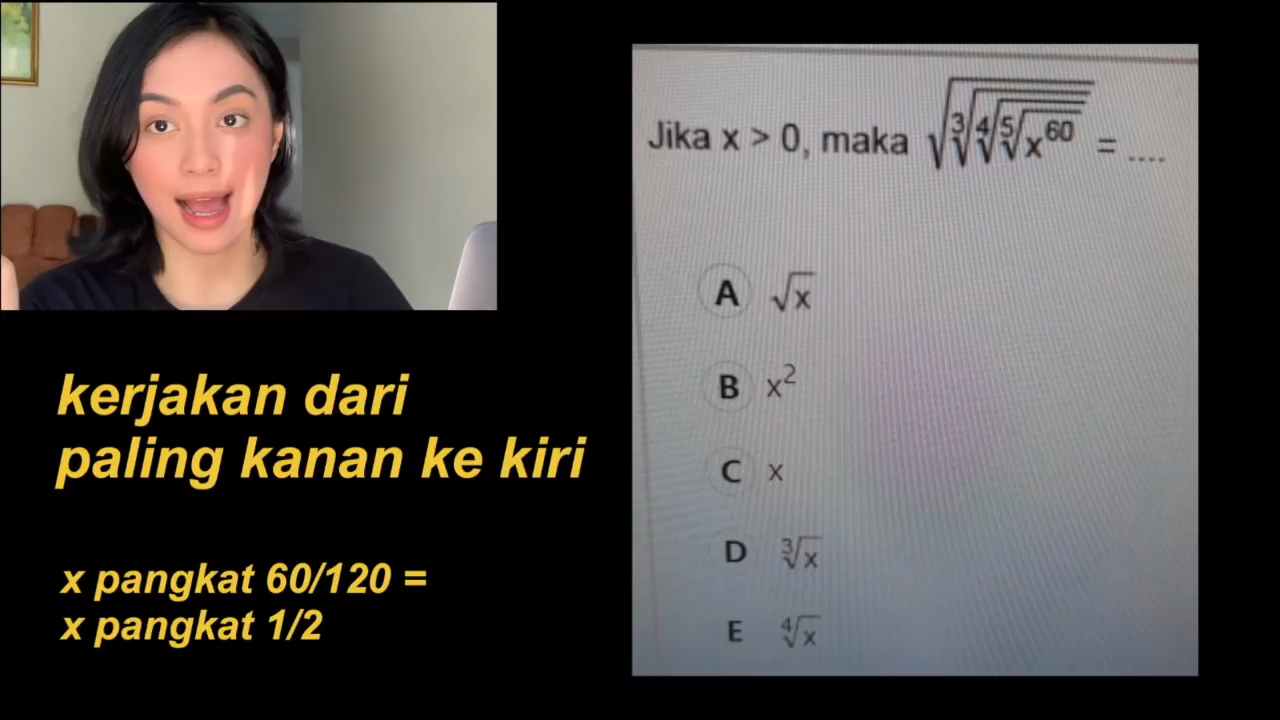 kerjakan dari
paling kanan ke kiri
x pangkat 60/120 =
x pangkat 1/2
Jika x > 0, maka √(∛(∜(⁵√(x⁶⁰)))) = ....
A √x
B x²
C x
D ∛x
E ∜x